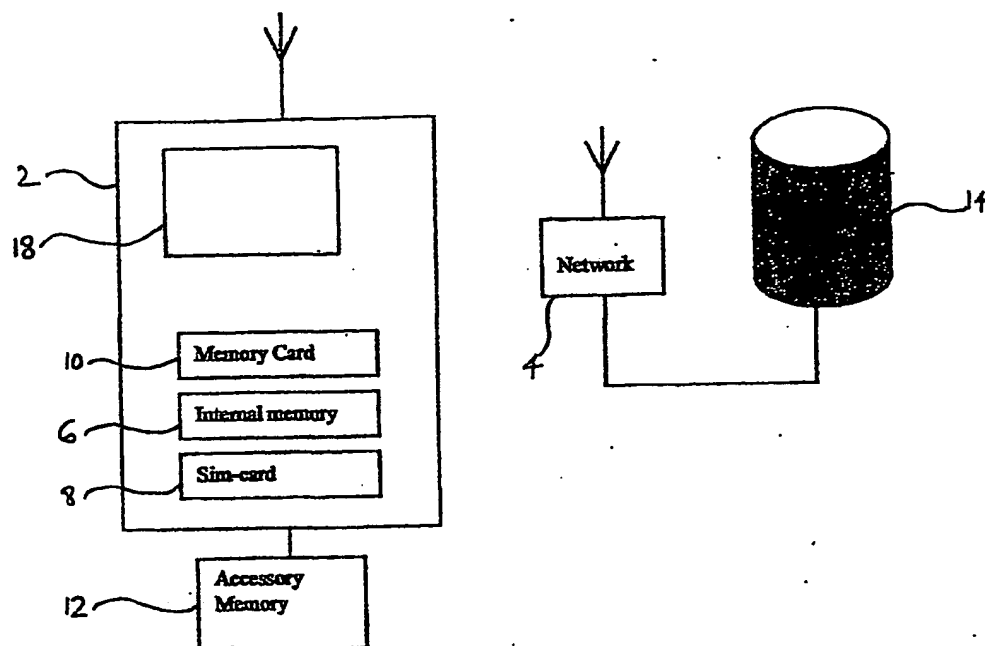 2
18
Network
14
4
10
Memory Card
6
Internal memory
8
Sim-card
12
Accessory
Memory